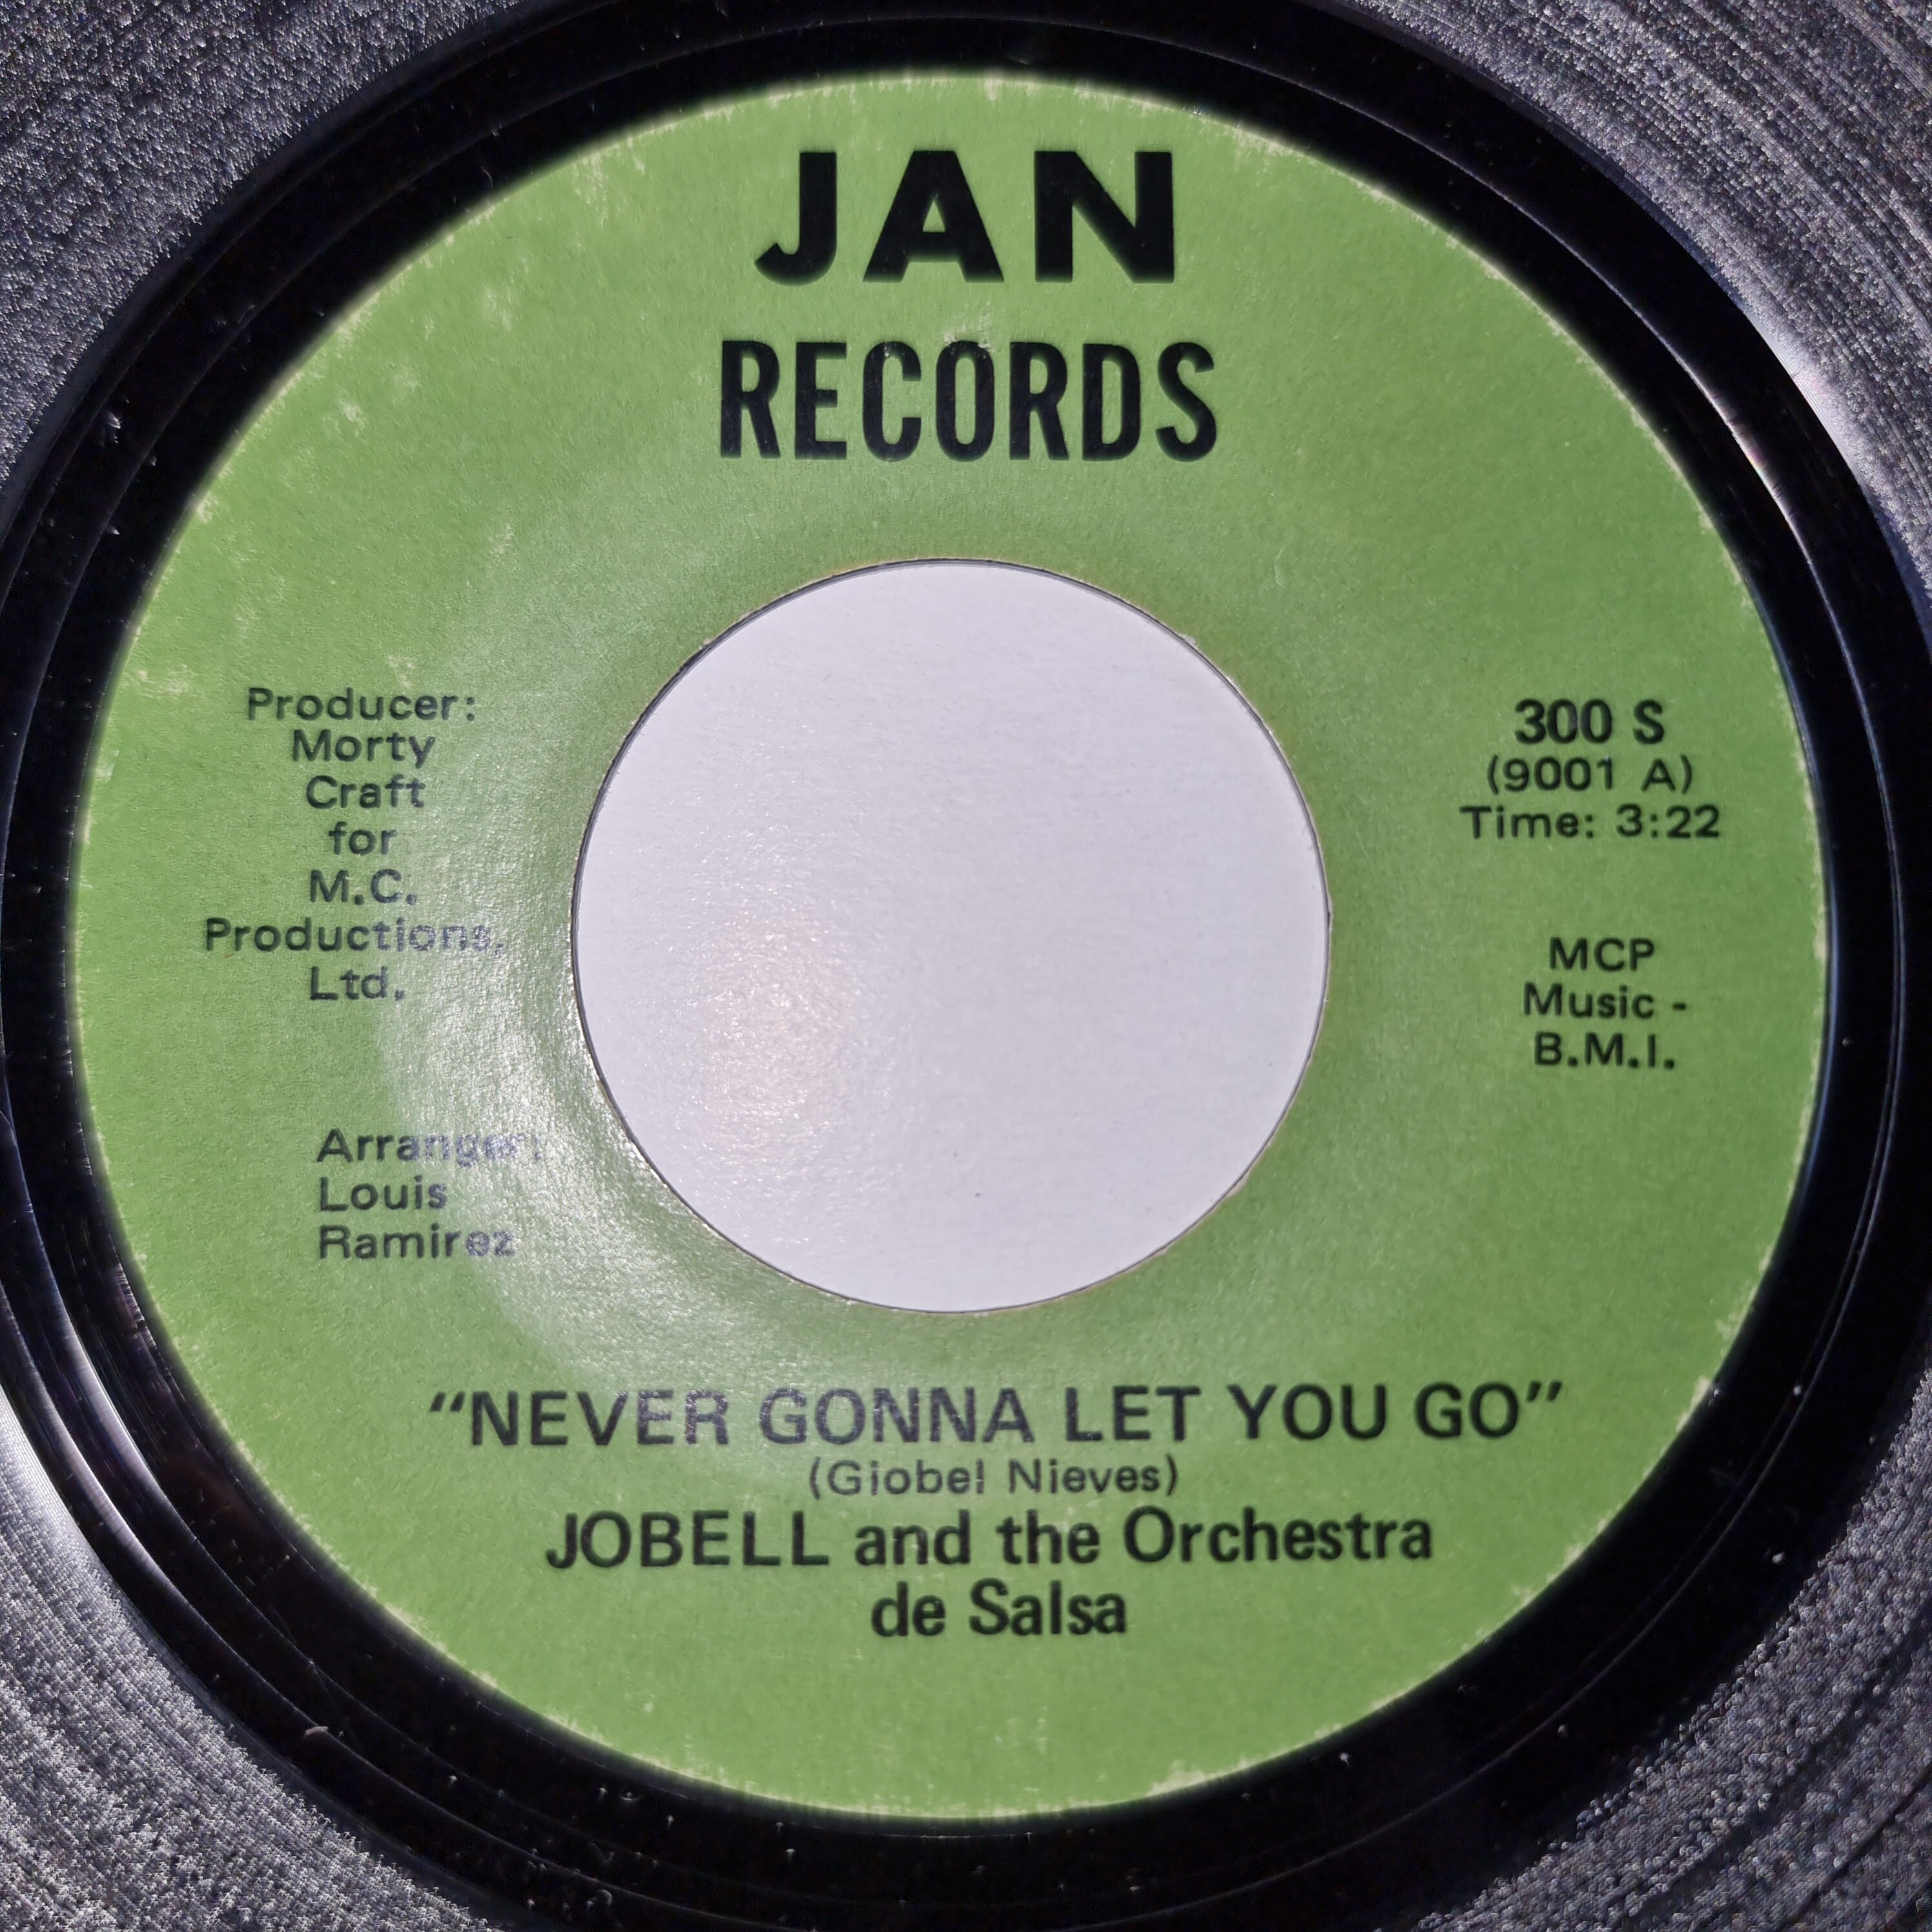 JAN
RECORDS
Producer:
Morty
Craft
for
M.C.
Productions,
Ltd.
Arranger:
Louis
Ramirez
300 S
(9001 A)
Time: 3:22
MCP
Music -
B.M.I.
"NEVER GONNA LET YOU GO"
(Giobel Nieves)
JOBELL and the Orchestra
de Salsa